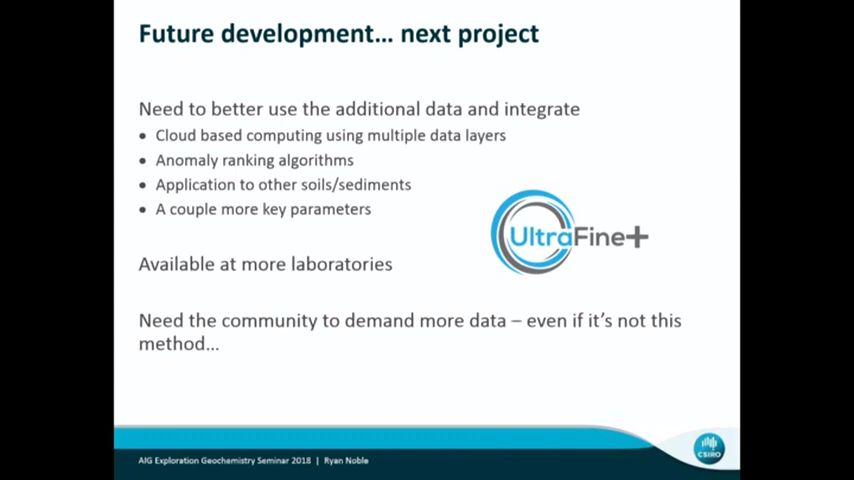 Future development... next project
Need to better use the additional data and integrate
• Cloud based computing using multiple data layers
• Anomaly ranking algorithms
• Application to other soils/sediments
• A couple more key parameters
UltraFine+
Available at more laboratories
Need the community to demand more data – even if it's not this
method...
AIG Exploration Geochemistry Seminar 2018 | Ryan Noble
CSIRO